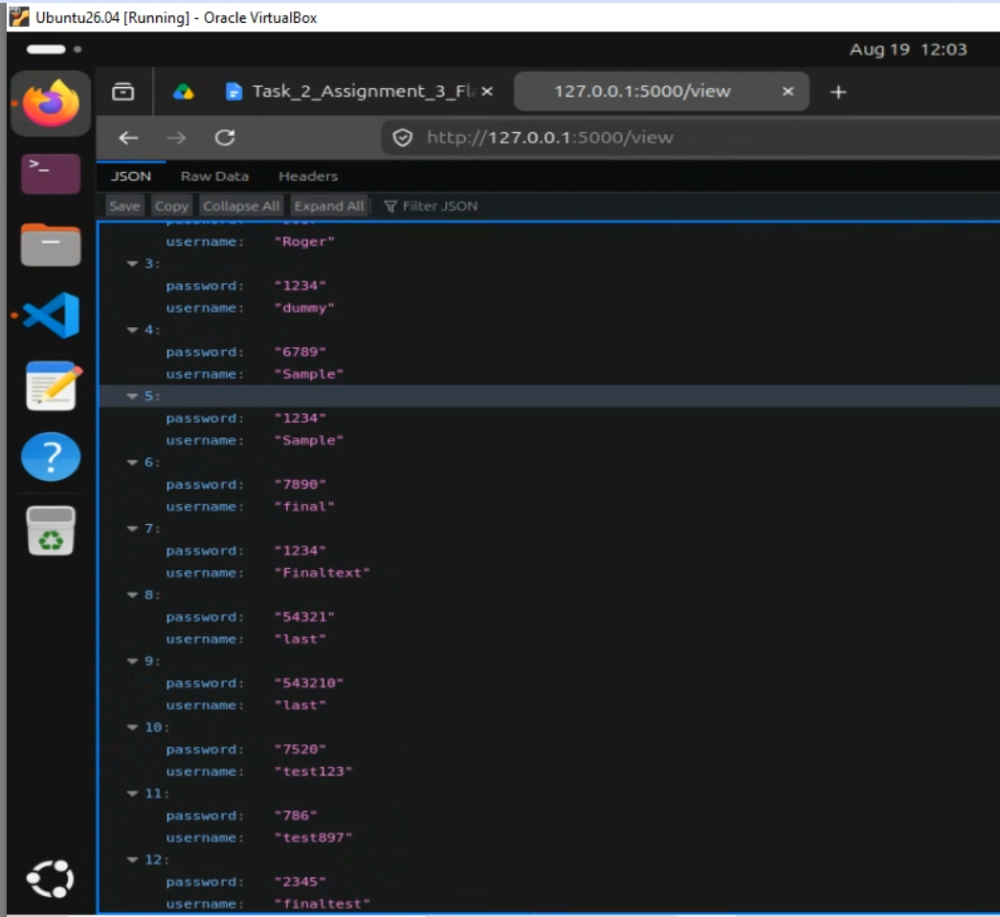 Ubuntu26.04 [Running] - Oracle VirtualBox
Aug 19 12:03
Task_2_Assignment_3_Fl
127.0.0.1:5000/view
http://127.0.0.1:5000/view
JSON Raw Data Headers
Save Copy Collapse All Expand All Filter JSON
username: "Roger"
3:
password: "1234"
username: "dummy"
4:
password: "6789"
username: "Sample"
5:
password: "1234"
username: "Sample"
6:
password: "7890"
username: "final"
7:
password: "1234"
username: "Finaltext"
8:
password: "54321"
username: "last"
9:
password: "543210"
username: "last"
10:
password: "7520"
username: "test123"
11:
password: "786"
username: "test897"
12:
password: "2345"
username: "finaltest"